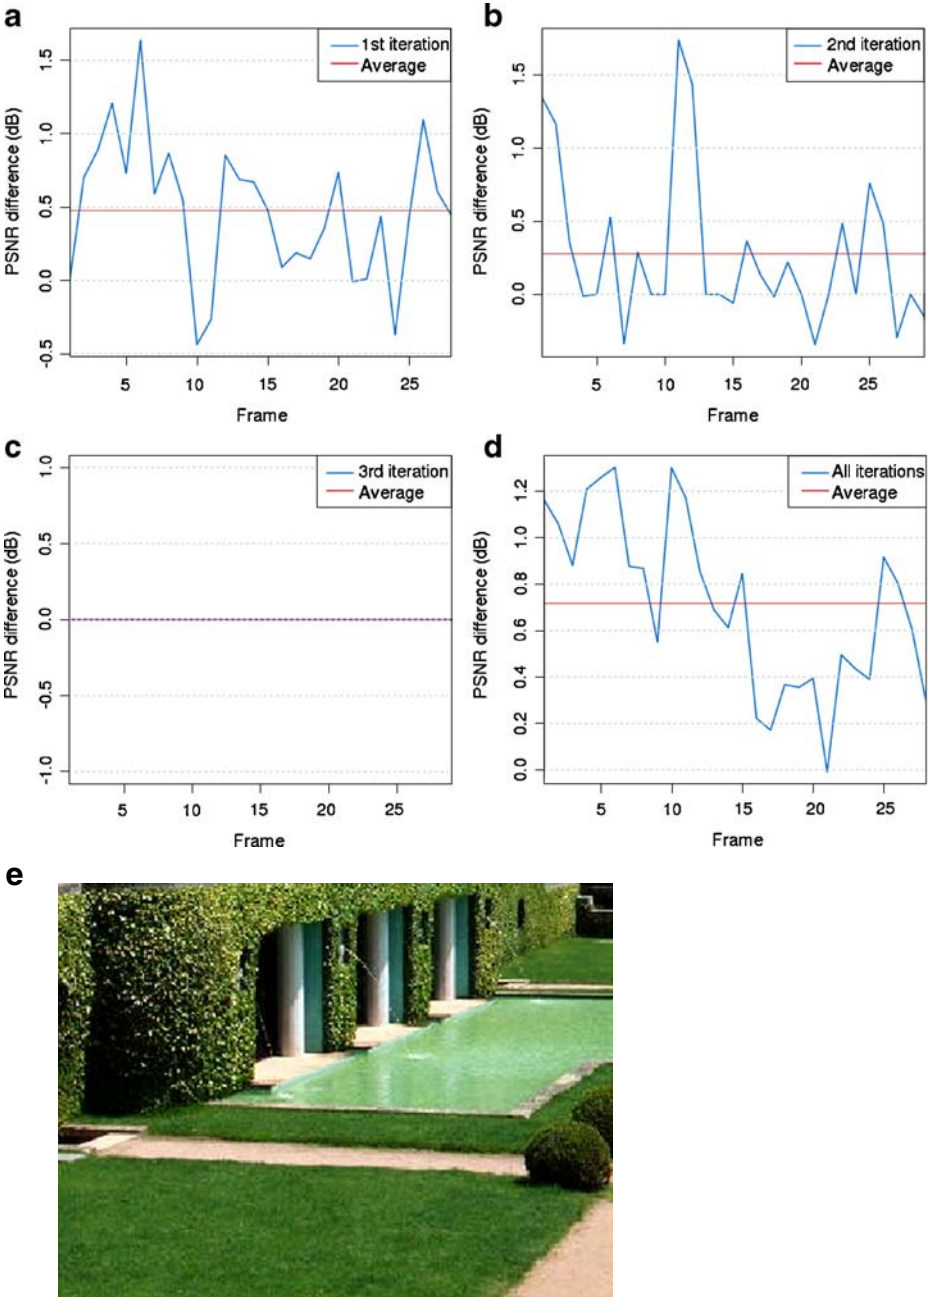 a
1st iteration
Average
PSNR difference (dB)
1.5
1.0
0.5
0.0
-0.5
5 10 15 20 25
Frame
b
2nd iteration
Average
PSNR difference (dB)
1.5
1.0
0.5
0.0
5 10 15 20 25
Frame
c
3rd iteration
Average
PSNR difference (dB)
1.0
0.5
0.0
-0.5
-1.0
5 10 15 20 25
Frame
d
All iterations
Average
PSNR difference (dB)
1.2
1.0
0.8
0.6
0.4
0.2
0.0
5 10 15 20 25
Frame
e